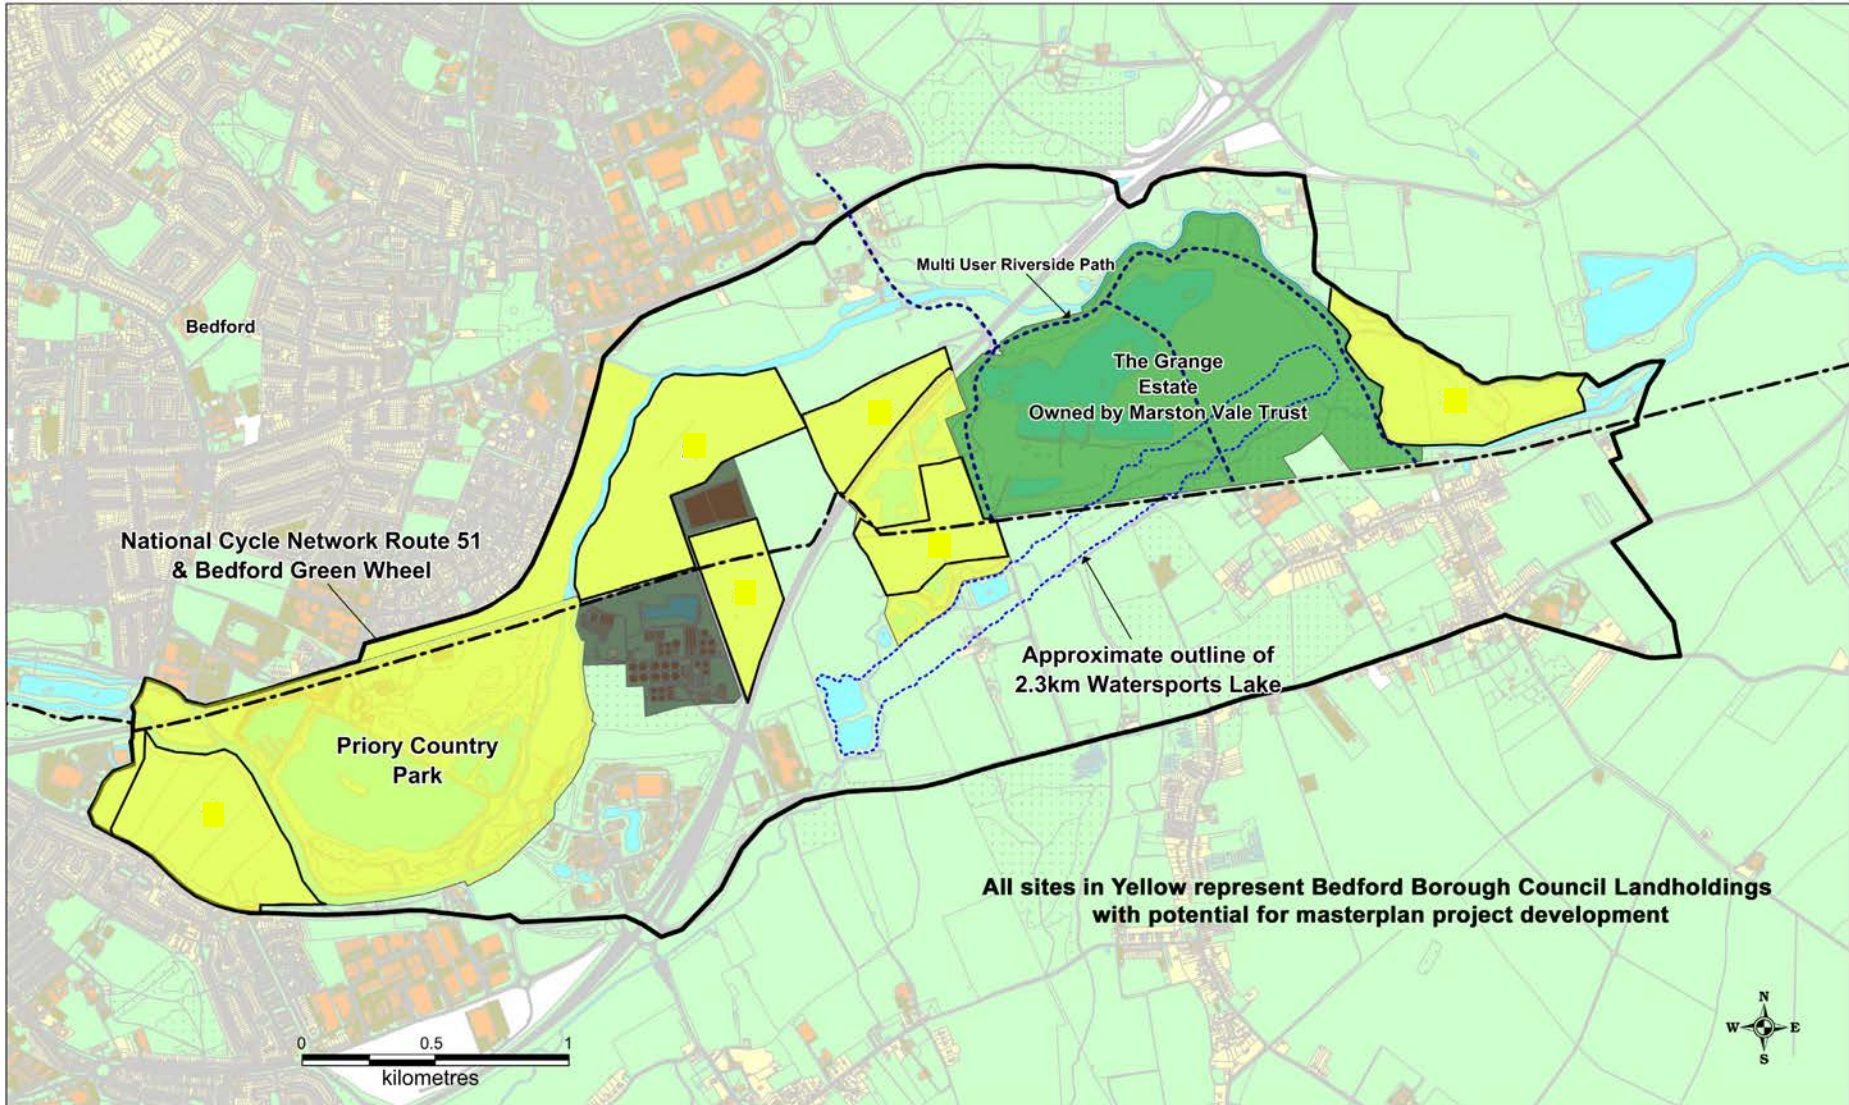 Multi User Riverside Path
Bedford
The Grange
Estate
Owned by Marston Vale Trust
National Cycle Network Route 51
& Bedford Green Wheel
Approximate outline of
2.3km Watersports Lake
Priory Country
Park
All sites in Yellow represent Bedford Borough Council Landholdings
with potential for masterplan project development
N
W E
S
0 0.5 1
kilometres